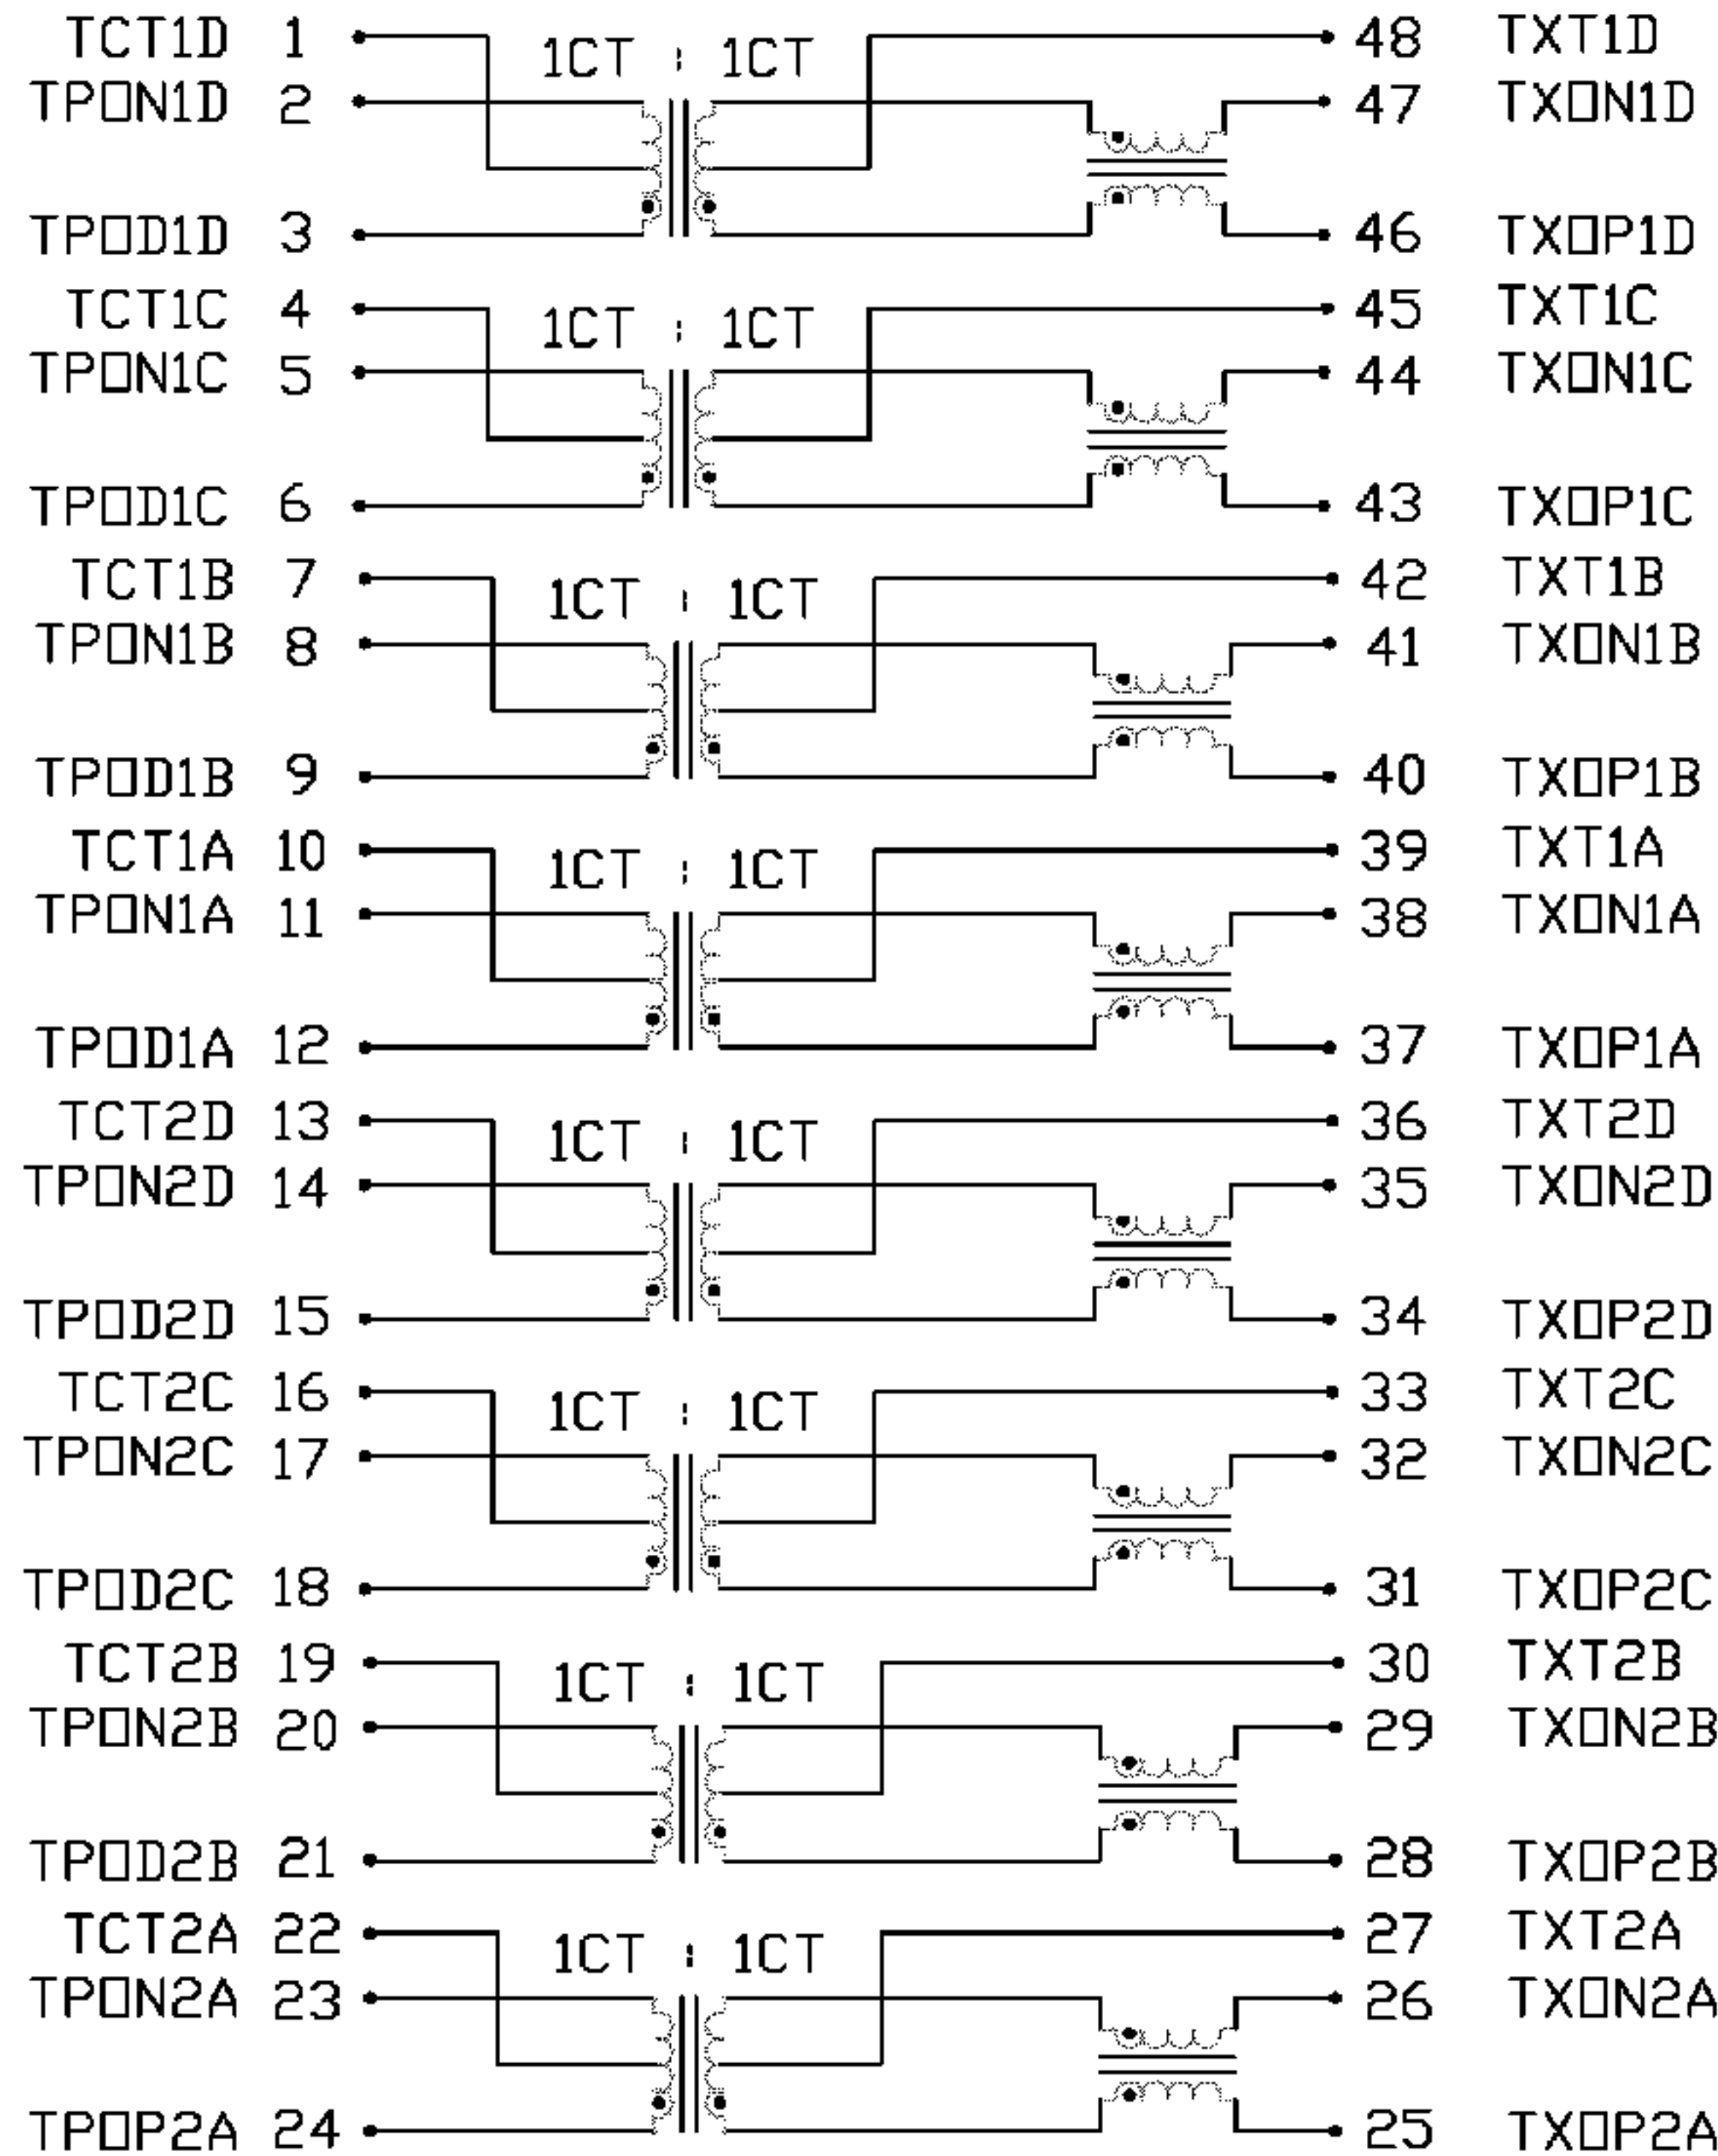 TCT1D 1 1CT : 1CT 48 TXT1D
TPON1D 2 47 TXON1D
TPOD1D 3 46 TXOP1D
TCT1C 4 1CT : 1CT 45 TXT1C
TPON1C 5 44 TXON1C
TPOD1C 6 43 TXOP1C
TCT1B 7 1CT : 1CT 42 TXT1B
TPON1B 8 41 TXON1B
TPOD1B 9 40 TXOP1B
TCT1A 10 1CT : 1CT 39 TXT1A
TPON1A 11 38 TXON1A
TPOD1A 12 37 TXOP1A
TCT2D 13 1CT : 1CT 36 TXT2D
TPON2D 14 35 TXON2D
TPOD2D 15 34 TXOP2D
TCT2C 16 1CT : 1CT 33 TXT2C
TPON2C 17 32 TXON2C
TPOD2C 18 31 TXOP2C
TCT2B 19 1CT : 1CT 30 TXT2B
TPON2B 20 29 TXON2B
TPOD2B 21 28 TXOP2B
TCT2A 22 1CT : 1CT 27 TXT2A
TPON2A 23 26 TXON2A
TPOP2A 24 25 TXOP2A